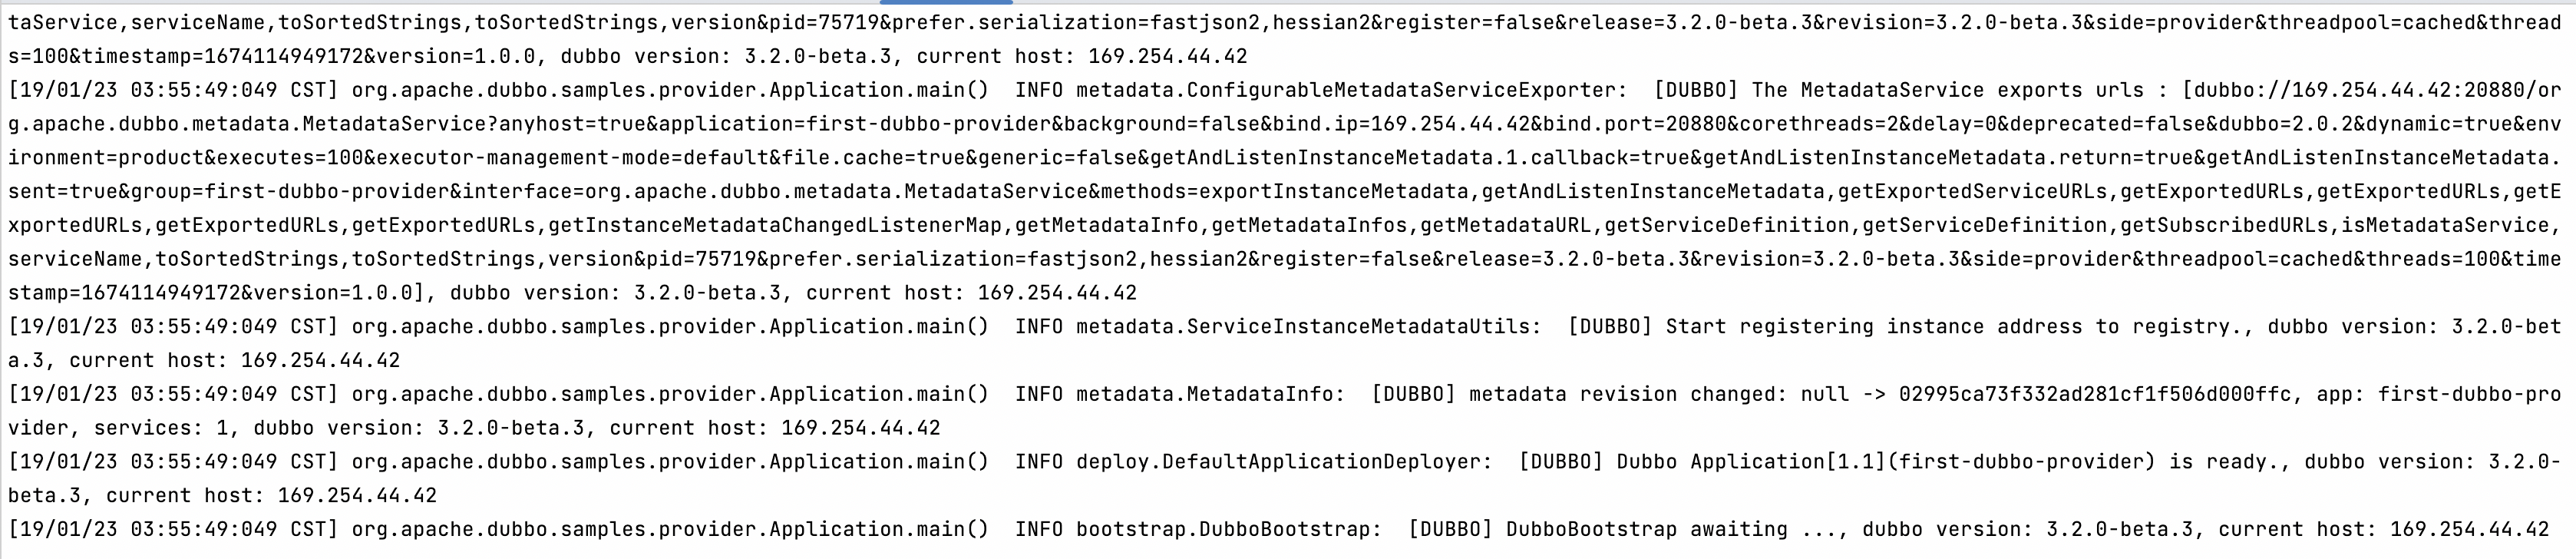 taService,serviceName,toSortedStrings,toSortedStrings,version&pid=75719&prefer.serialization=fastjson2,hessian2&register=false&release=3.2.0-beta.3&revision=3.2.0-beta.3&side=provider&threadpool=cached&thread
s=100&timestamp=1674114949172&version=1.0.0, dubbo version: 3.2.0-beta.3, current host: 169.254.44.42
[19/01/23 03:55:49:049 CST] org.apache.dubbo.samples.provider.Application.main()  INFO metadata.ConfigurableMetadataServiceExporter:  [DUBBO] The MetadataService exports urls : [dubbo://169.254.44.42:20880/or
g.apache.dubbo.metadata.MetadataService?anyhost=true&application=first-dubbo-provider&background=false&bind.ip=169.254.44.42&bind.port=20880&corethreads=2&delay=0&deprecated=false&dubbo=2.0.2&dynamic=true&env
ironment=product&executes=100&executor-management-mode=default&file.cache=true&generic=false&getAndListenInstanceMetadata.1.callback=true&getAndListenInstanceMetadata.return=true&getAndListenInstanceMetadata.
sent=true&group=first-dubbo-provider&interface=org.apache.dubbo.metadata.MetadataService&methods=exportInstanceMetadata,getAndListenInstanceMetadata,getExportedServiceURLs,getExportedURLs,getExportedURLs,getE
xportedURLs,getExportedURLs,getExportedURLs,getInstanceMetadataChangedListenerMap,getMetadataInfo,getMetadataInfos,getMetadataURL,getServiceDefinition,getServiceDefinition,getSubscribedURLs,isMetadataService,
serviceName,toSortedStrings,toSortedStrings,version&pid=75719&prefer.serialization=fastjson2,hessian2&register=false&release=3.2.0-beta.3&revision=3.2.0-beta.3&side=provider&threadpool=cached&threads=100&time
stamp=1674114949172&version=1.0.0], dubbo version: 3.2.0-beta.3, current host: 169.254.44.42
[19/01/23 03:55:49:049 CST] org.apache.dubbo.samples.provider.Application.main()  INFO metadata.ServiceInstanceMetadataUtils:  [DUBBO] Start registering instance address to registry., dubbo version: 3.2.0-bet
a.3, current host: 169.254.44.42
[19/01/23 03:55:49:049 CST] org.apache.dubbo.samples.provider.Application.main()  INFO metadata.MetadataInfo:  [DUBBO] metadata revision changed: null -> 02995ca73f332ad281cf1f506d000ffc, app: first-dubbo-pro
vider, services: 1, dubbo version: 3.2.0-beta.3, current host: 169.254.44.42
[19/01/23 03:55:49:049 CST] org.apache.dubbo.samples.provider.Application.main()  INFO deploy.DefaultApplicationDeployer:  [DUBBO] Dubbo Application[1.1](first-dubbo-provider) is ready., dubbo version: 3.2.0-
beta.3, current host: 169.254.44.42
[19/01/23 03:55:49:049 CST] org.apache.dubbo.samples.provider.Application.main()  INFO bootstrap.DubboBootstrap:  [DUBBO] DubboBootstrap awaiting ..., dubbo version: 3.2.0-beta.3, current host: 169.254.44.42